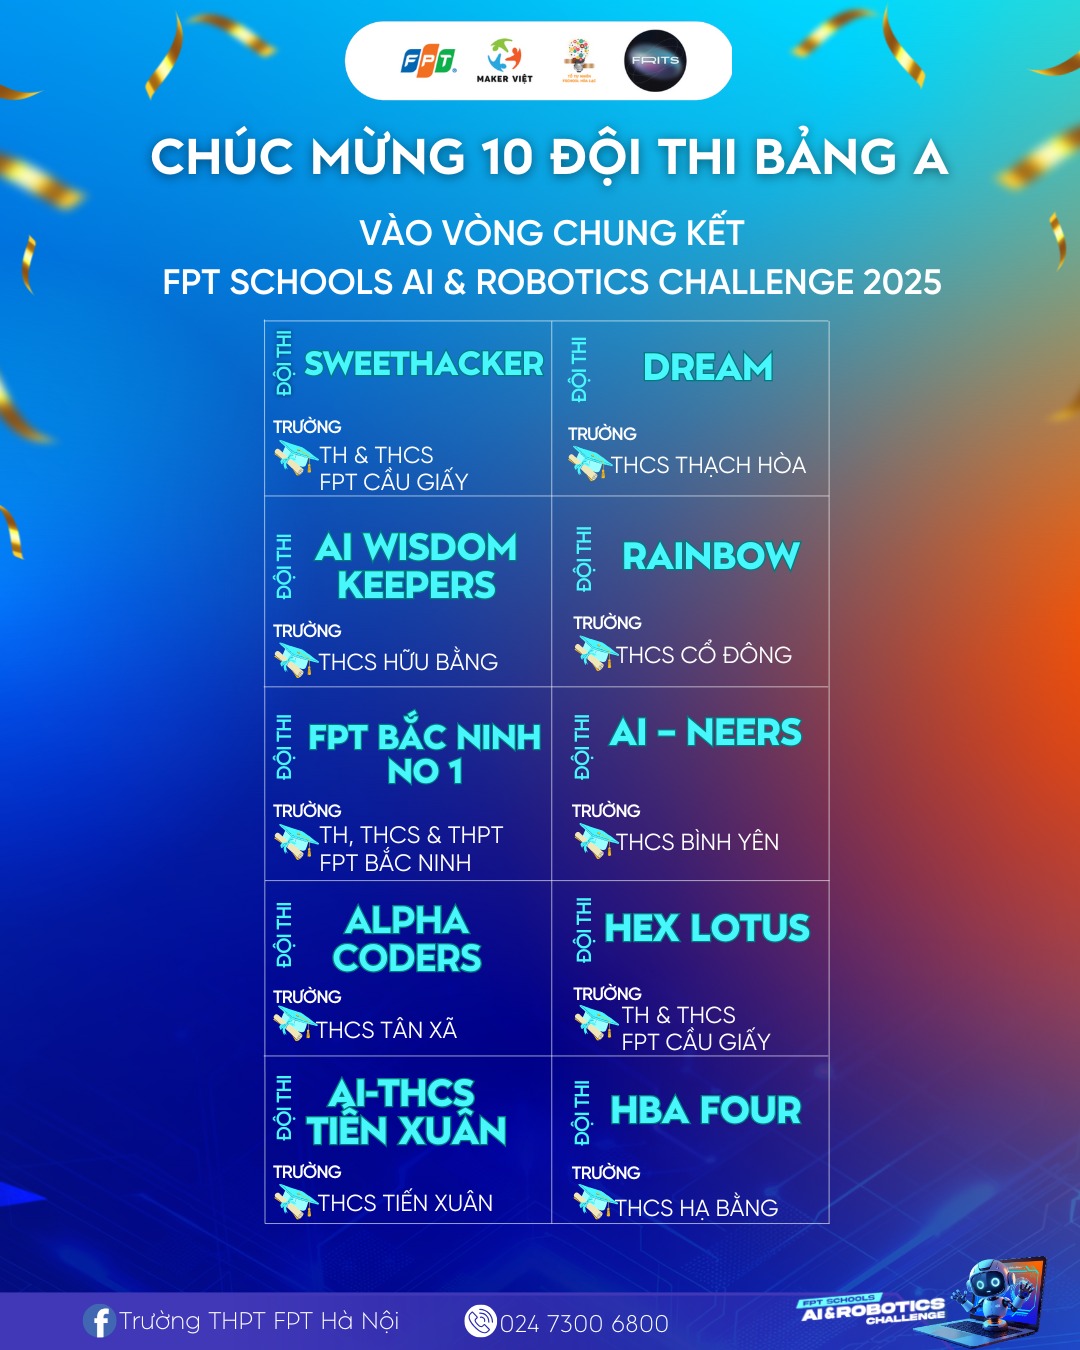 FPT
MAKER VIỆT
FRITS
CHÚC MỪNG 10 ĐỘI THI BẢNG A
VÀO VÒNG CHUNG KẾT
FPT SCHOOLS AI & ROBOTICS CHALLENGE 2025
ĐỘI THI
SWEETHACKER
TRƯỜNG
TH & THCS
FPT CẦU GIẤY
ĐỘI THI
DREAM
TRƯỜNG
THCS THẠCH HÒA
ĐỘI THI
AI WISDOM
KEEPERS
TRƯỜNG
THCS HỮU BẰNG
ĐỘI THI
RAINBOW
TRƯỜNG
THCS CỔ ĐÔNG
ĐỘI THI
FPT BẮC NINH
NO 1
TRƯỜNG
TH, THCS & THPT
FPT BẮC NINH
ĐỘI THI
AI – NEERS
TRƯỜNG
THCS BÌNH YÊN
ĐỘI THI
ALPHA
CODERS
TRƯỜNG
THCS TÂN XÃ
ĐỘI THI
HEX LOTUS
TRƯỜNG
TH & THCS
FPT CẦU GIẤY
ĐỘI THI
AI-THCS
TIẾN XUÂN
TRƯỜNG
THCS TIẾN XUÂN
ĐỘI THI
HBA FOUR
TRƯỜNG
THCS HẠ BẰNG
Trường THPT FPT Hà Nội
024 7300 6800
FPT SCHOOLS
AI & ROBOTICS
CHALLENGE